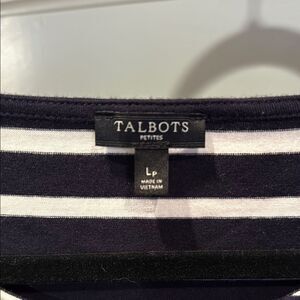 TALBOTS
PETITES
LP
MADE IN
VIETNAM